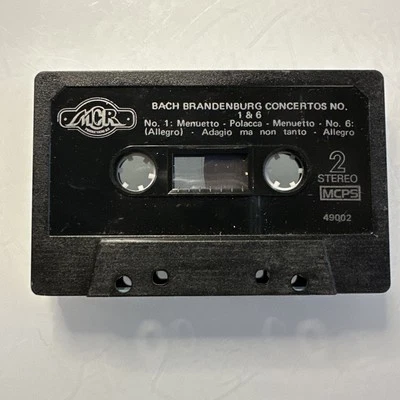 MCR
BACH BRANDENBURG CONCERTOS NO.
1 & 6
No. 1: Menuetto - Polacca - Menuetto - No. 6:
(Allegro) - Adagio ma non tanto - Allegro
2
STEREO
MCPS
49002